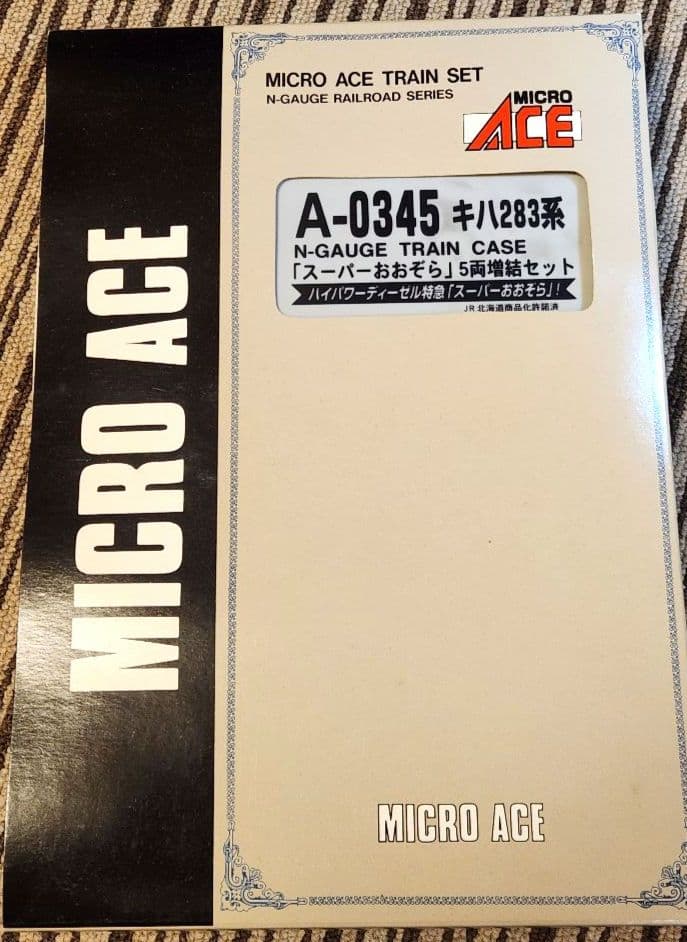 MICRO ACE
MICRO ACE TRAIN SET
N-GAUGE RAILROAD SERIES
MICRO
ACE
A-0345 キハ283系
N-GAUGE TRAIN CASE
「スーパーおおぞら」5両増結セット
ハイパワーディーゼル特急「スーパーおおぞら」!
JR北海道商品化許諾済
MICRO ACE